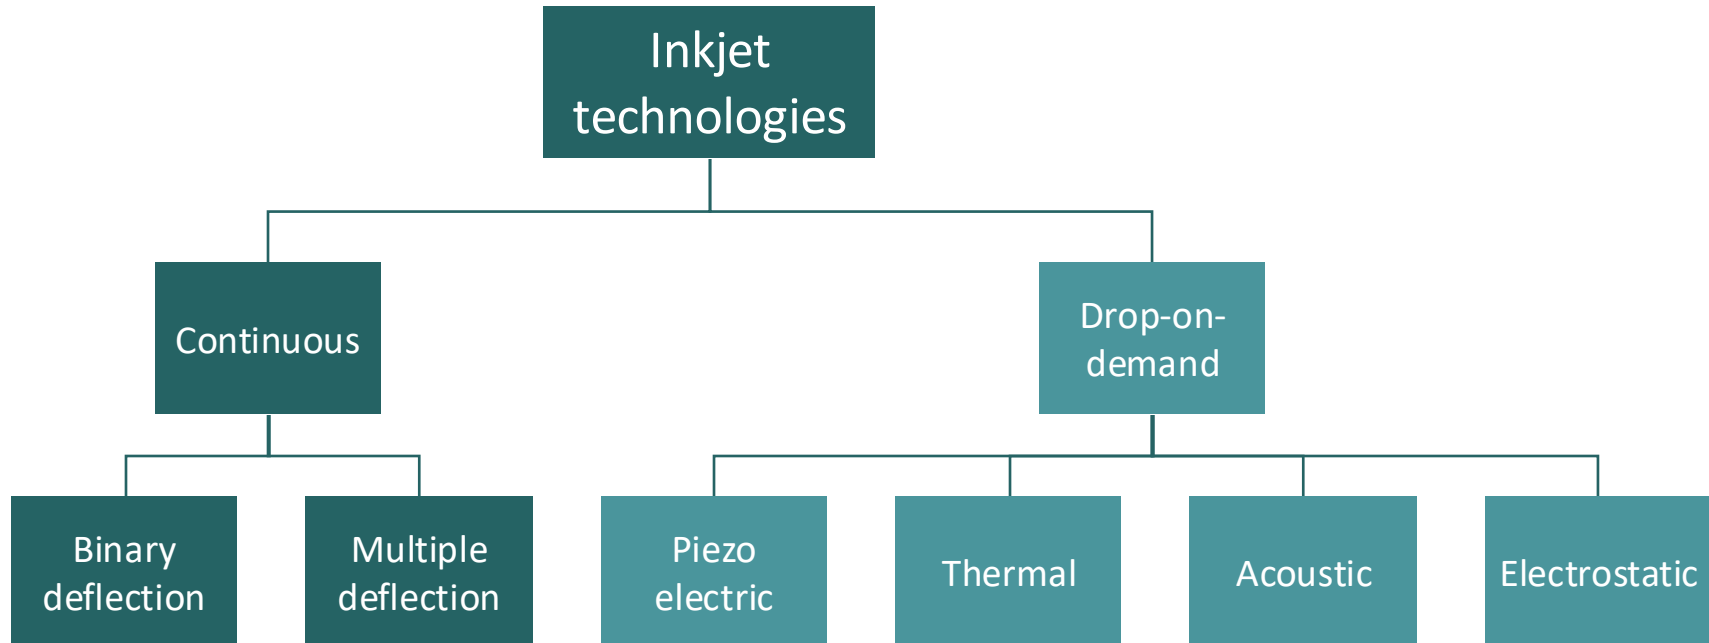 Inkjet
technologies
Continuous
Drop-on-
demand
Binary
deflection
Multiple
deflection
Piezo
electric
Thermal
Acoustic
Electrostatic